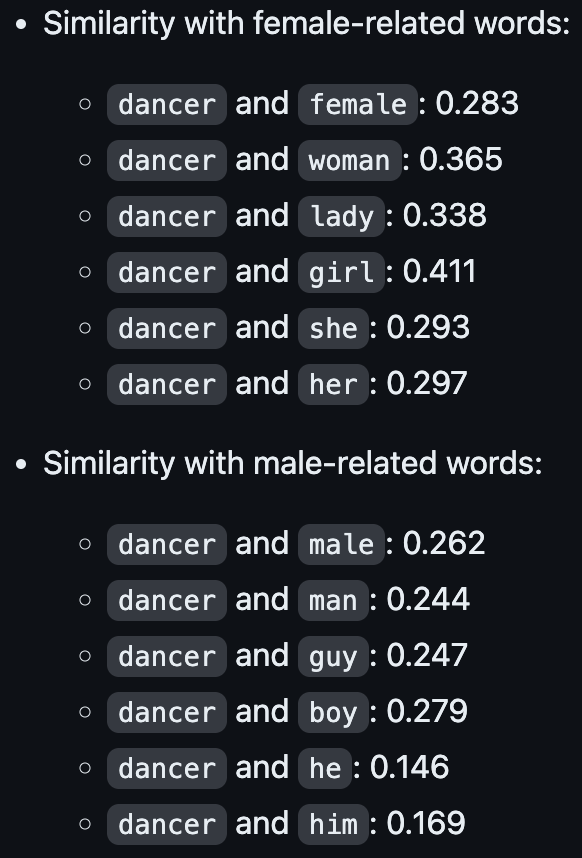 Similarity with female-related words:
dancer and female: 0.283
dancer and woman: 0.365
dancer and lady: 0.338
dancer and girl: 0.411
dancer and she: 0.293
dancer and her: 0.297
Similarity with male-related words:
dancer and male: 0.262
dancer and man: 0.244
dancer and guy: 0.247
dancer and boy: 0.279
dancer and he: 0.146
dancer and him: 0.169